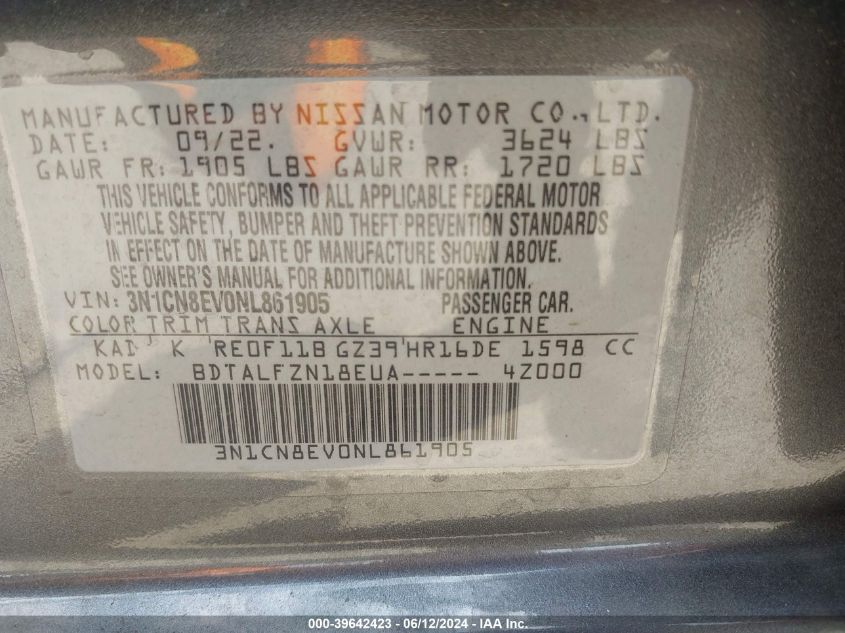 MANUFACTURED BY NISSAN MOTOR CO., LTD.
DATE: 09/22. GVWR: 3624 LBS
GAWR FR: 1905 LBS GAWR RR: 1720 LBS
THIS VEHICLE CONFORMS TO ALL APPLICABLE FEDERAL MOTOR
VEHICLE SAFETY, BUMPER AND THEFT PREVENTION STANDARDS
IN EFFECT ON THE DATE OF MANUFACTURE SHOWN ABOVE.
SEE OWNER'S MANUAL FOR ADDITIONAL INFORMATION.
VIN: 3N1CN8EV0NL861905 PASSENGER CAR.
COLOR TRIM TRANS AXLE ENGINE
KAD K RE0F11B GZ39 HR16DE 1598 CC
MODEL: BDTALFZN18EUA----- 4Z000
3N1CN8EV0NL861905
000-39642423 - 06/12/2024 - IAA Inc.